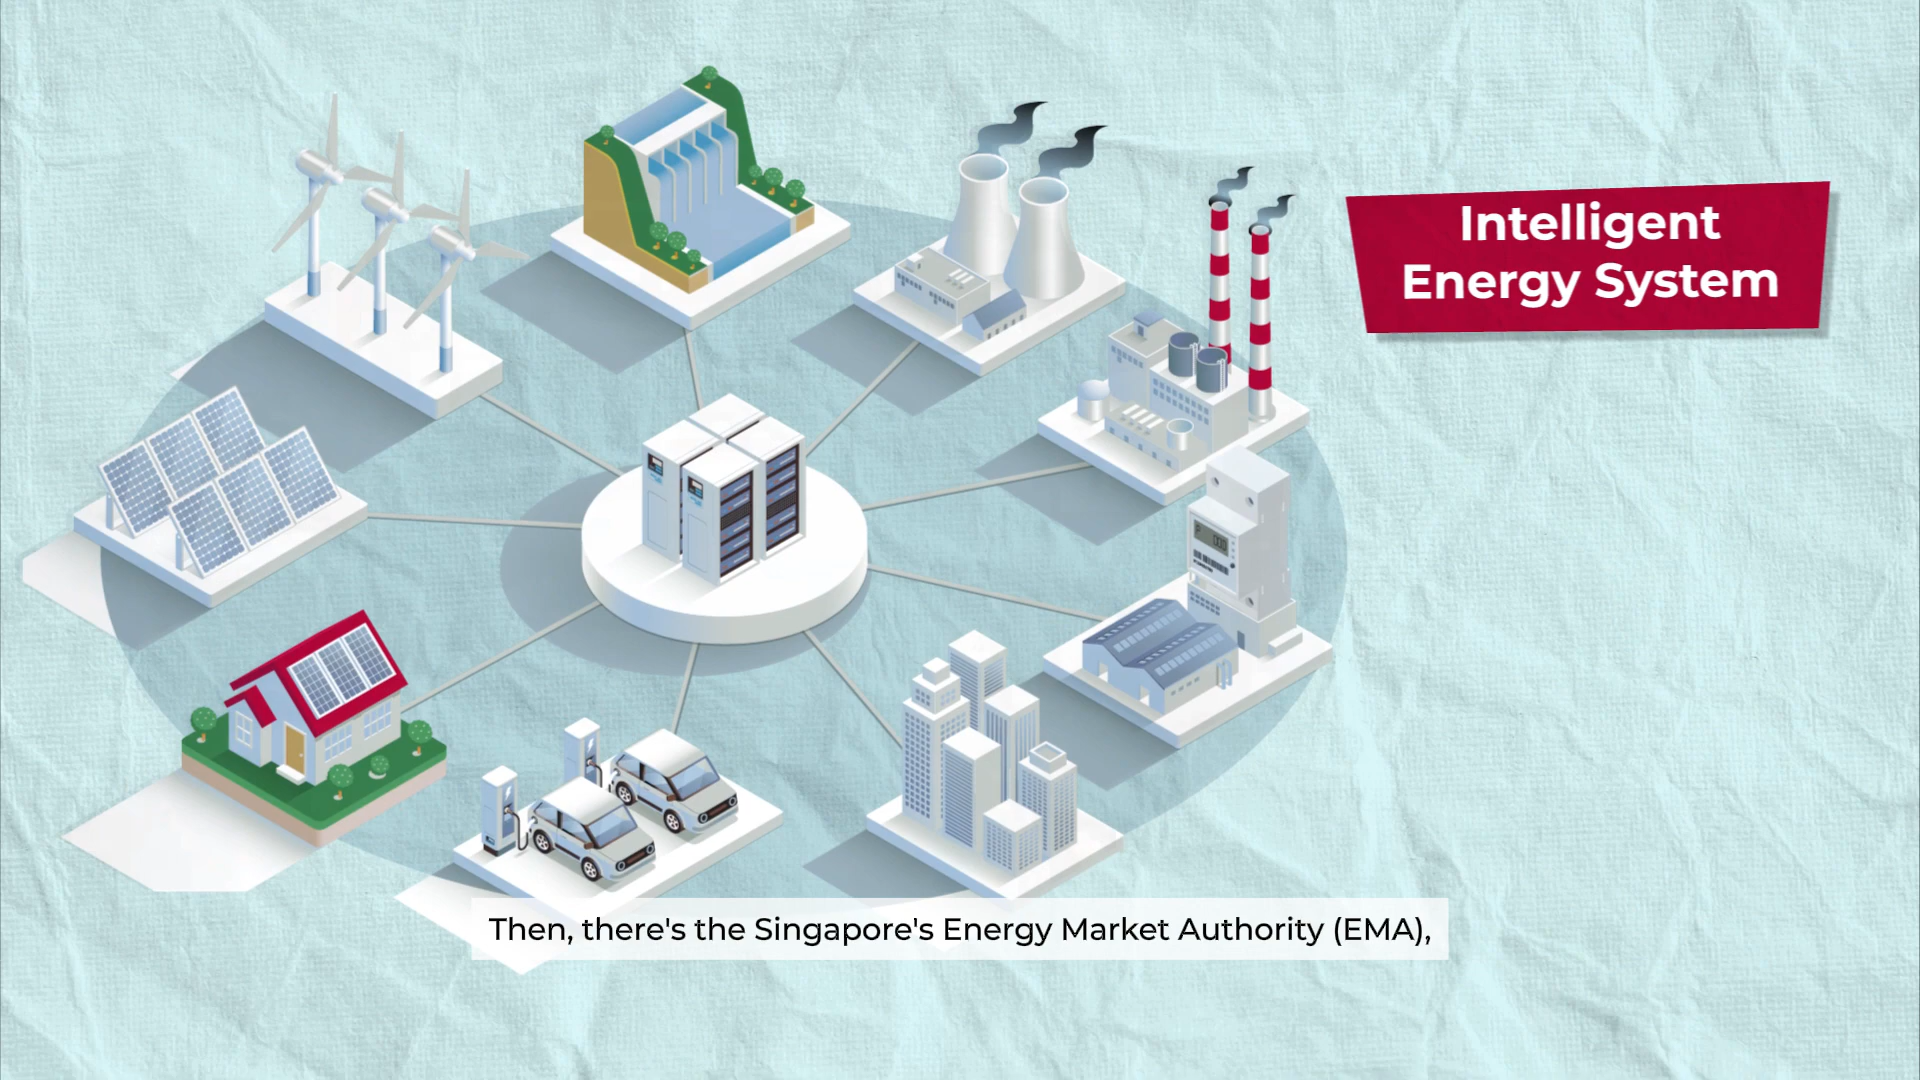 Intelligent
Energy System
Then, there's the Singapore's Energy Market Authority (EMA),